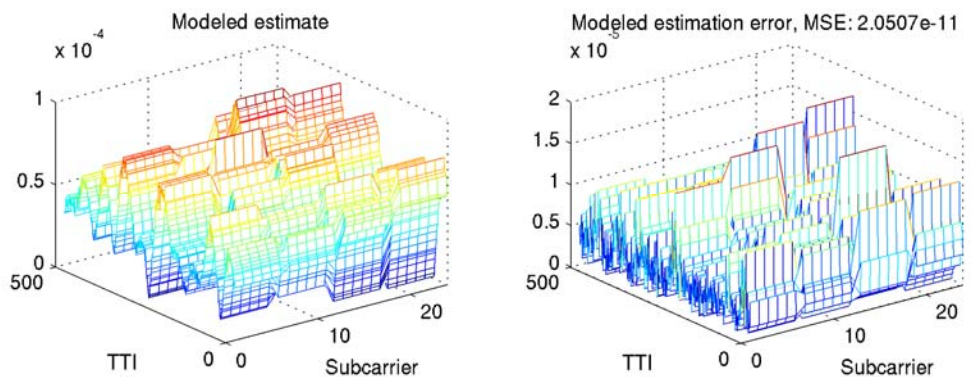 Modeled estimate
x 10^-4
1
0.5
0
500
TTI
0
0
10
20
Subcarrier
Modeled estimation error, MSE: 2.0507e-11
x 10^-5
2
1.5
1
0.5
0
500
TTI
0
0
10
20
Subcarrier